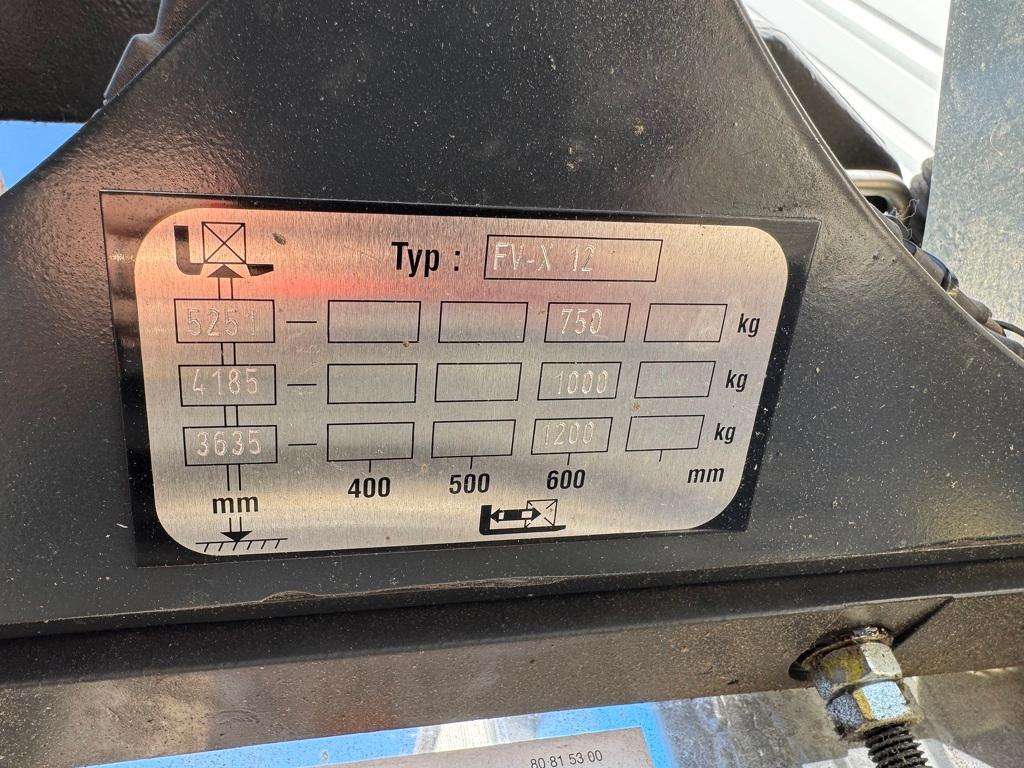 Typ : FV-X 12
5251 750 kg
4185 1000 kg
3635 1200 kg
400 500 600 mm
mm
80 81 53 00